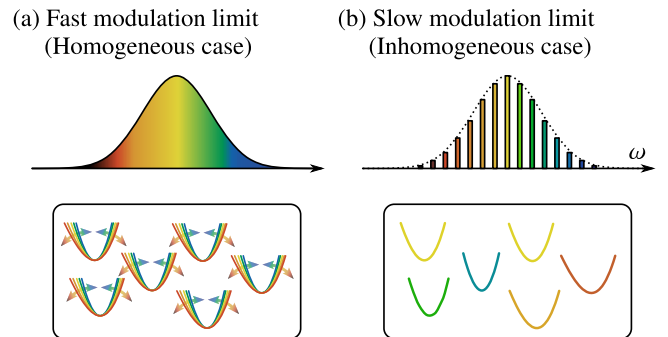 (a) Fast modulation limit
(Homogeneous case)
(b) Slow modulation limit
(Inhomogeneous case)
ω